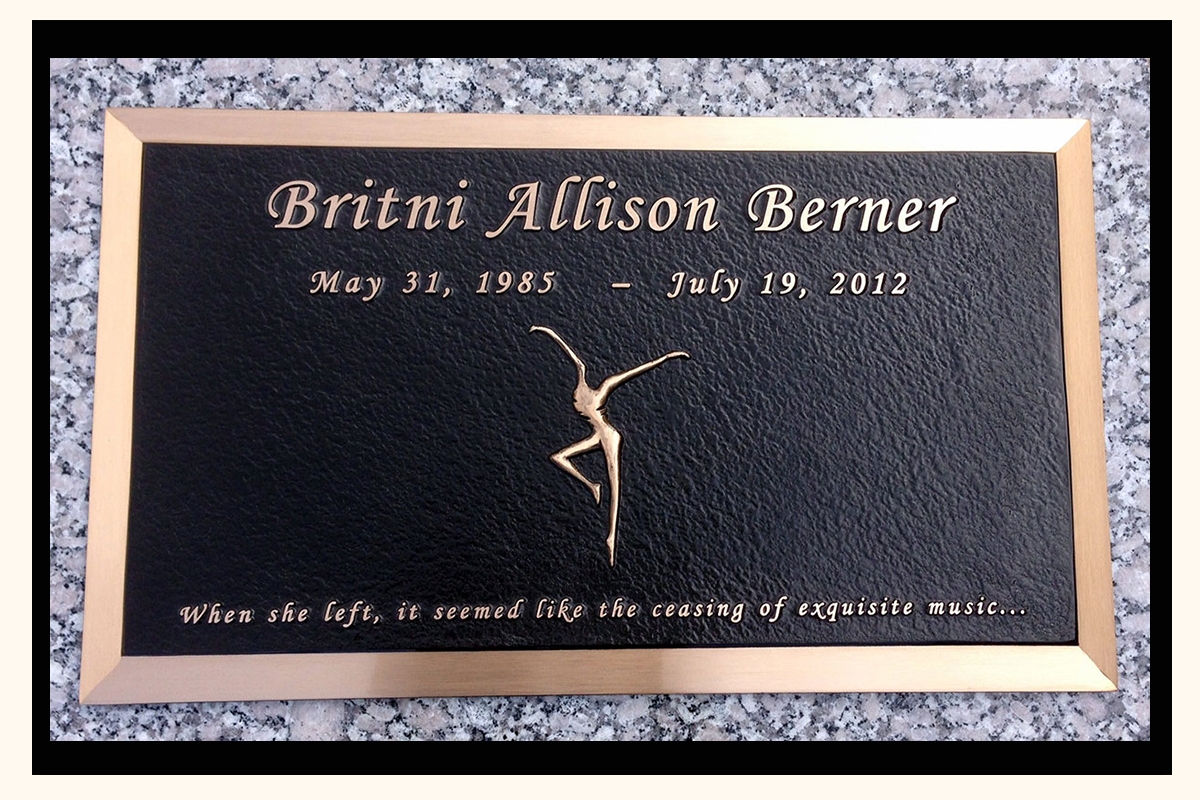 Britni Allison Berner
May 31, 1985 – July 19, 2012
When she left, it seemed like the ceasing of exquisite music...